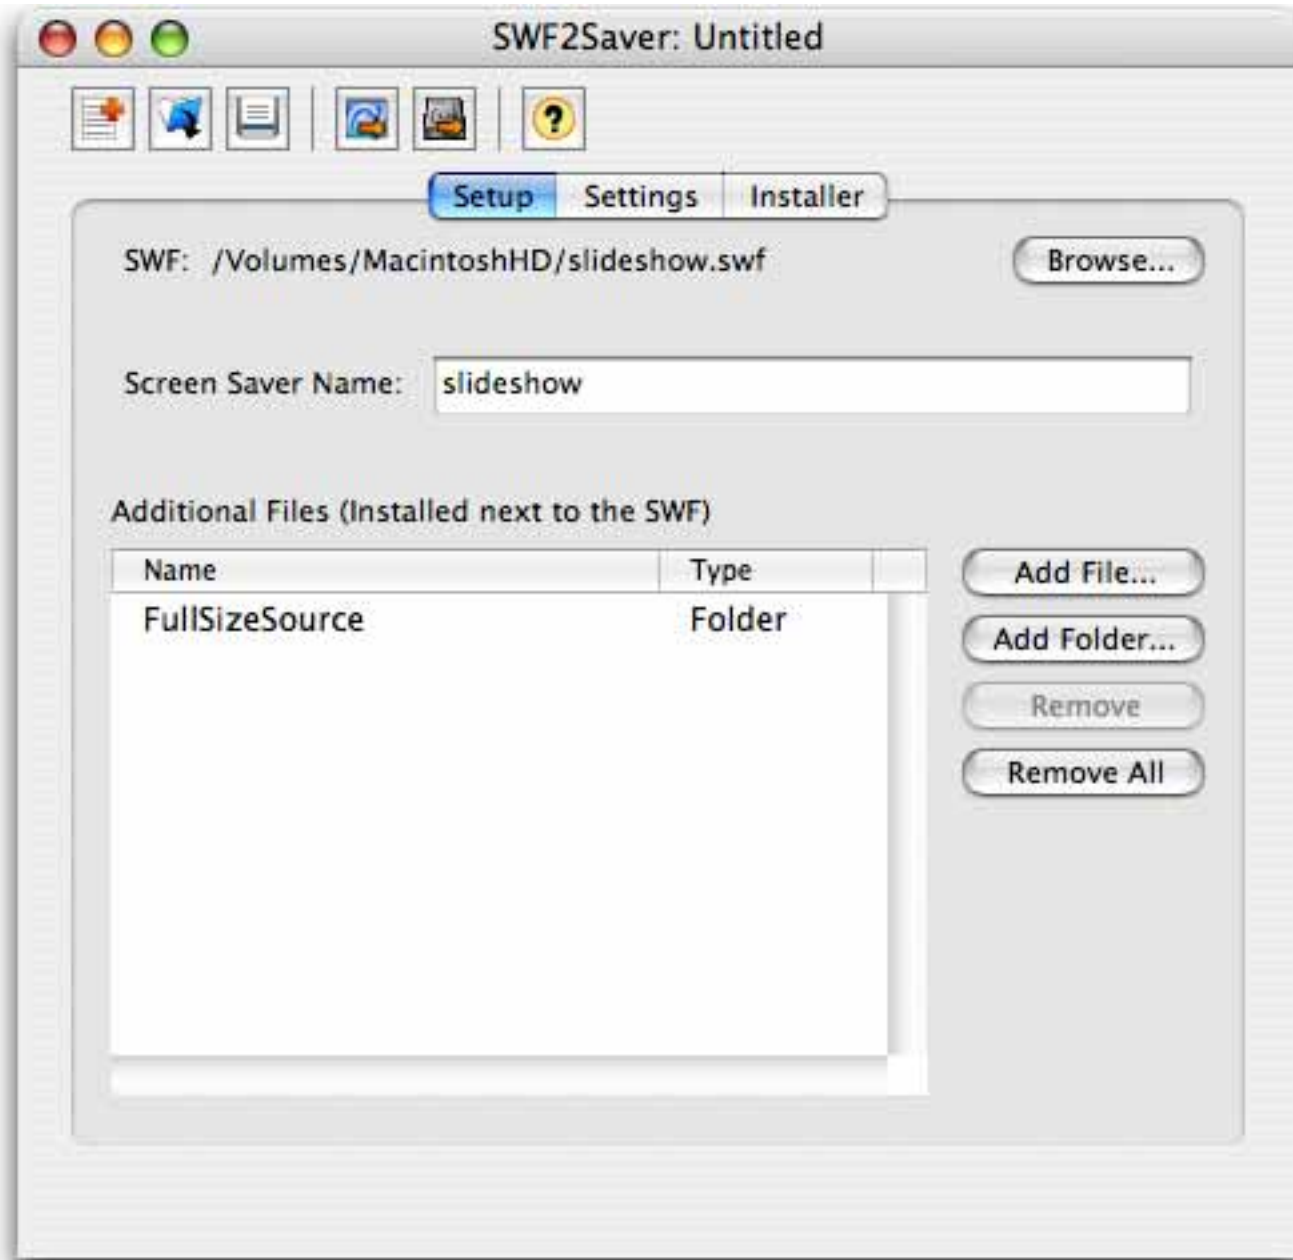 SWF2Saver: Untitled
Setup Settings Installer
SWF: /Volumes/MacintoshHD/slideshow.swf Browse...
Screen Saver Name: slideshow
Additional Files (Installed next to the SWF)
Name Type Add File...
FullSizeSource Folder Add Folder...
Remove
Remove All